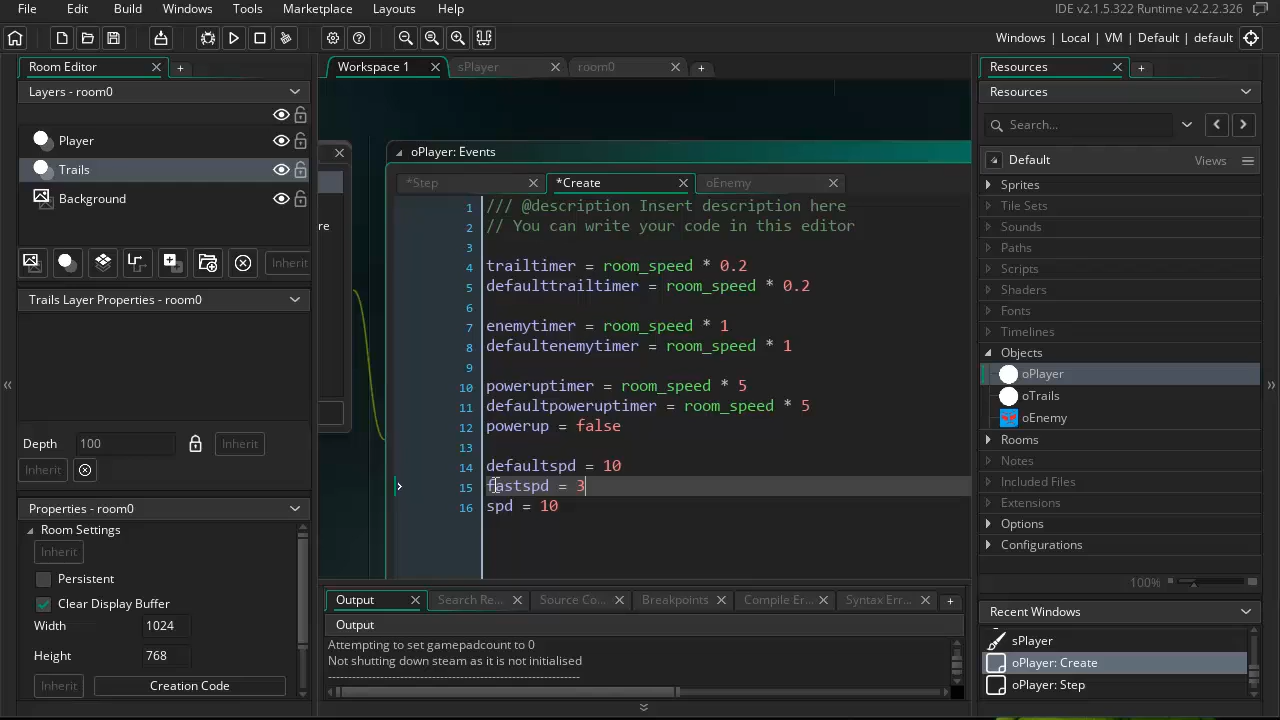 File Edit Build Windows Tools Marketplace Layouts Help
IDE v2.1.5.322 Runtime v2.2.2.326
Windows | Local | VM | Default | default
Room Editor
Layers - room0
Player
Trails
Background
Inherit
Trails Layer Properties - room0
Depth 100 Inherit
Inherit
Properties - room0
Room Settings
Inherit
Persistent
Clear Display Buffer
Width 1024
Height 768
Inherit Creation Code
Workspace 1 sPlayer room0
re
oPlayer: Events
*Step *Create oEnemy
1 /// @description Insert description here
2 // You can write your code in this editor
3
4 trailtimer = room_speed * 0.2
5 defaulttrailtimer = room_speed * 0.2
6
7 enemytimer = room_speed * 1
8 defaultenemytimer = room_speed * 1
9
10 poweruptimer = room_speed * 5
11 defaultpoweruptimer = room_speed * 5
12 powerup = false
13
14 defaultspd = 10
15 fastspd = 3
16 spd = 10
Output Search Re... Source Co... Breakpoints Compile Er... Syntax Err...
Output
Attempting to set gamepadcount to 0
Not shutting down steam as it is not initialised
Resources
Resources
Search...
Default Views
Sprites
Tile Sets
Sounds
Paths
Scripts
Shaders
Fonts
Timelines
Objects
oPlayer
oTrails
oEnemy
Rooms
Notes
Included Files
Extensions
Options
Configurations
100%
Recent Windows
sPlayer
oPlayer: Create
oPlayer: Step